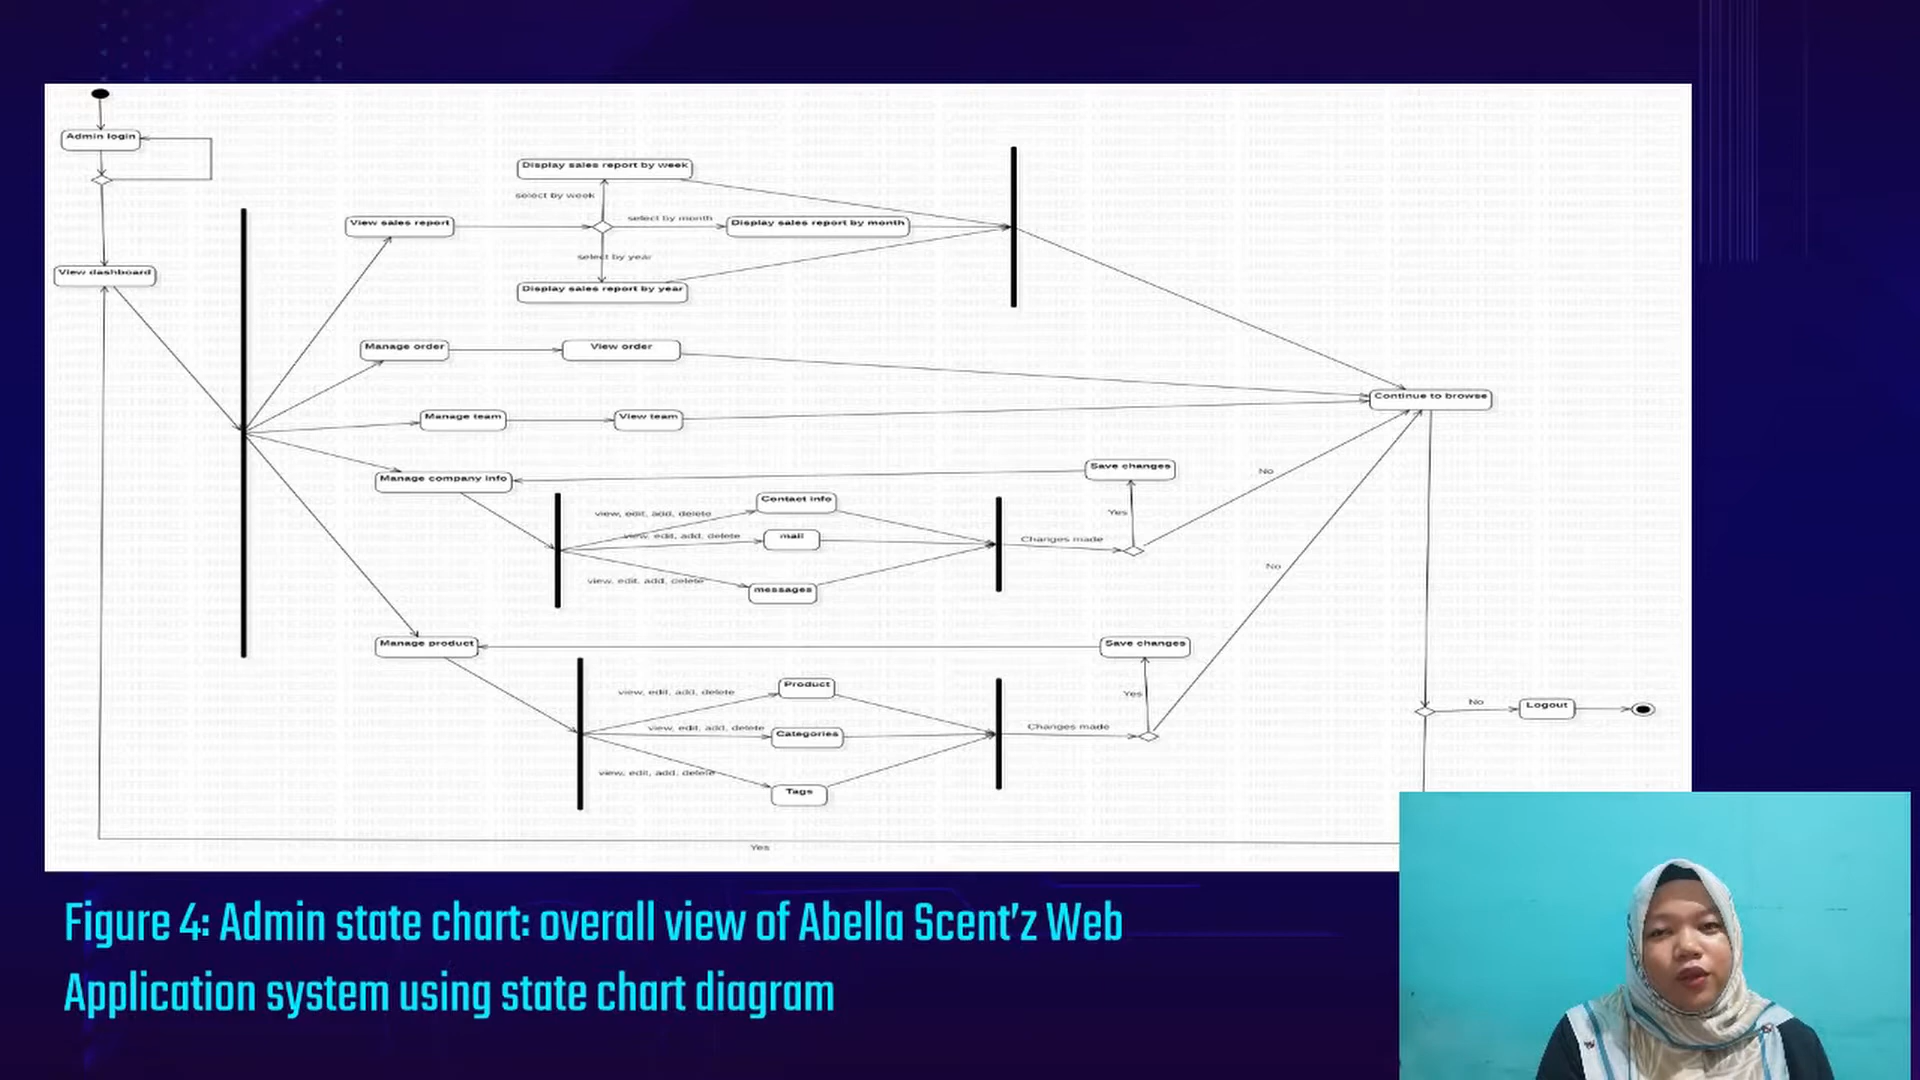 Admin login
Display sales report by week
select by week
View sales report
select by month
Display sales report by month
select by year
View dashboard
Display sales report by year
Manage order
View order
Continue to browse
Manage team
View team
Save changes
No
Manage company info
Contact info
view, edit, add, delete
Yes
view, edit, add, delete
mail
Changes made
No
view, edit, add, delete
messages
Manage product
Save changes
Product
view, edit, add, delete
Yes
No
Logout
view, edit, add, delete
Categories
Changes made
view, edit, add, delete
Tags
Yes
Figure 4: Admin state chart: overall view of Abella Scent'z Web
Application system using state chart diagram